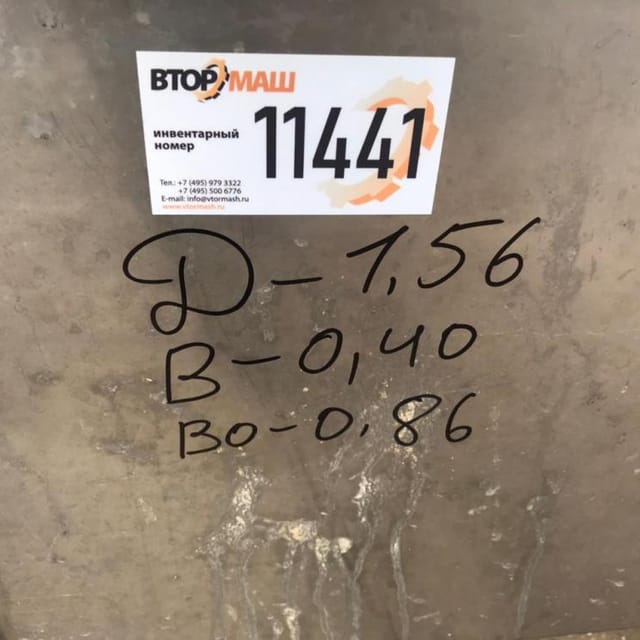 ВТОРМАШ
инвентарный
номер
11441
Тел.: +7 (495) 979 3322
+7 (495) 500 6776
E-mail: info@vtormash.ru
www.vtormash.ru
Д-1,56
В-0,40
ВО-0.86